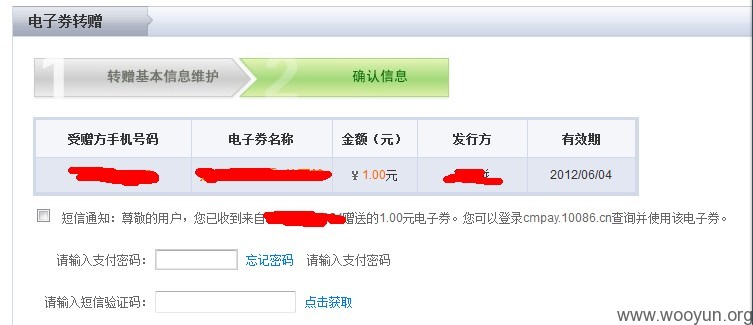 电子券转赠
1 转赠基本信息维护 2 确认信息
受赠方手机号码 电子券名称 金额（元） 发行方 有效期
￥1.00元 2012/06/04
短信通知：尊敬的用户，您已收到来自 赠送的1.00元电子券。您可以登录cmpay.10086.cn查询并使用该电子券。
请输入支付密码： 忘记密码 请输入支付密码
请输入短信验证码： 点击获取
www.wooyun.org